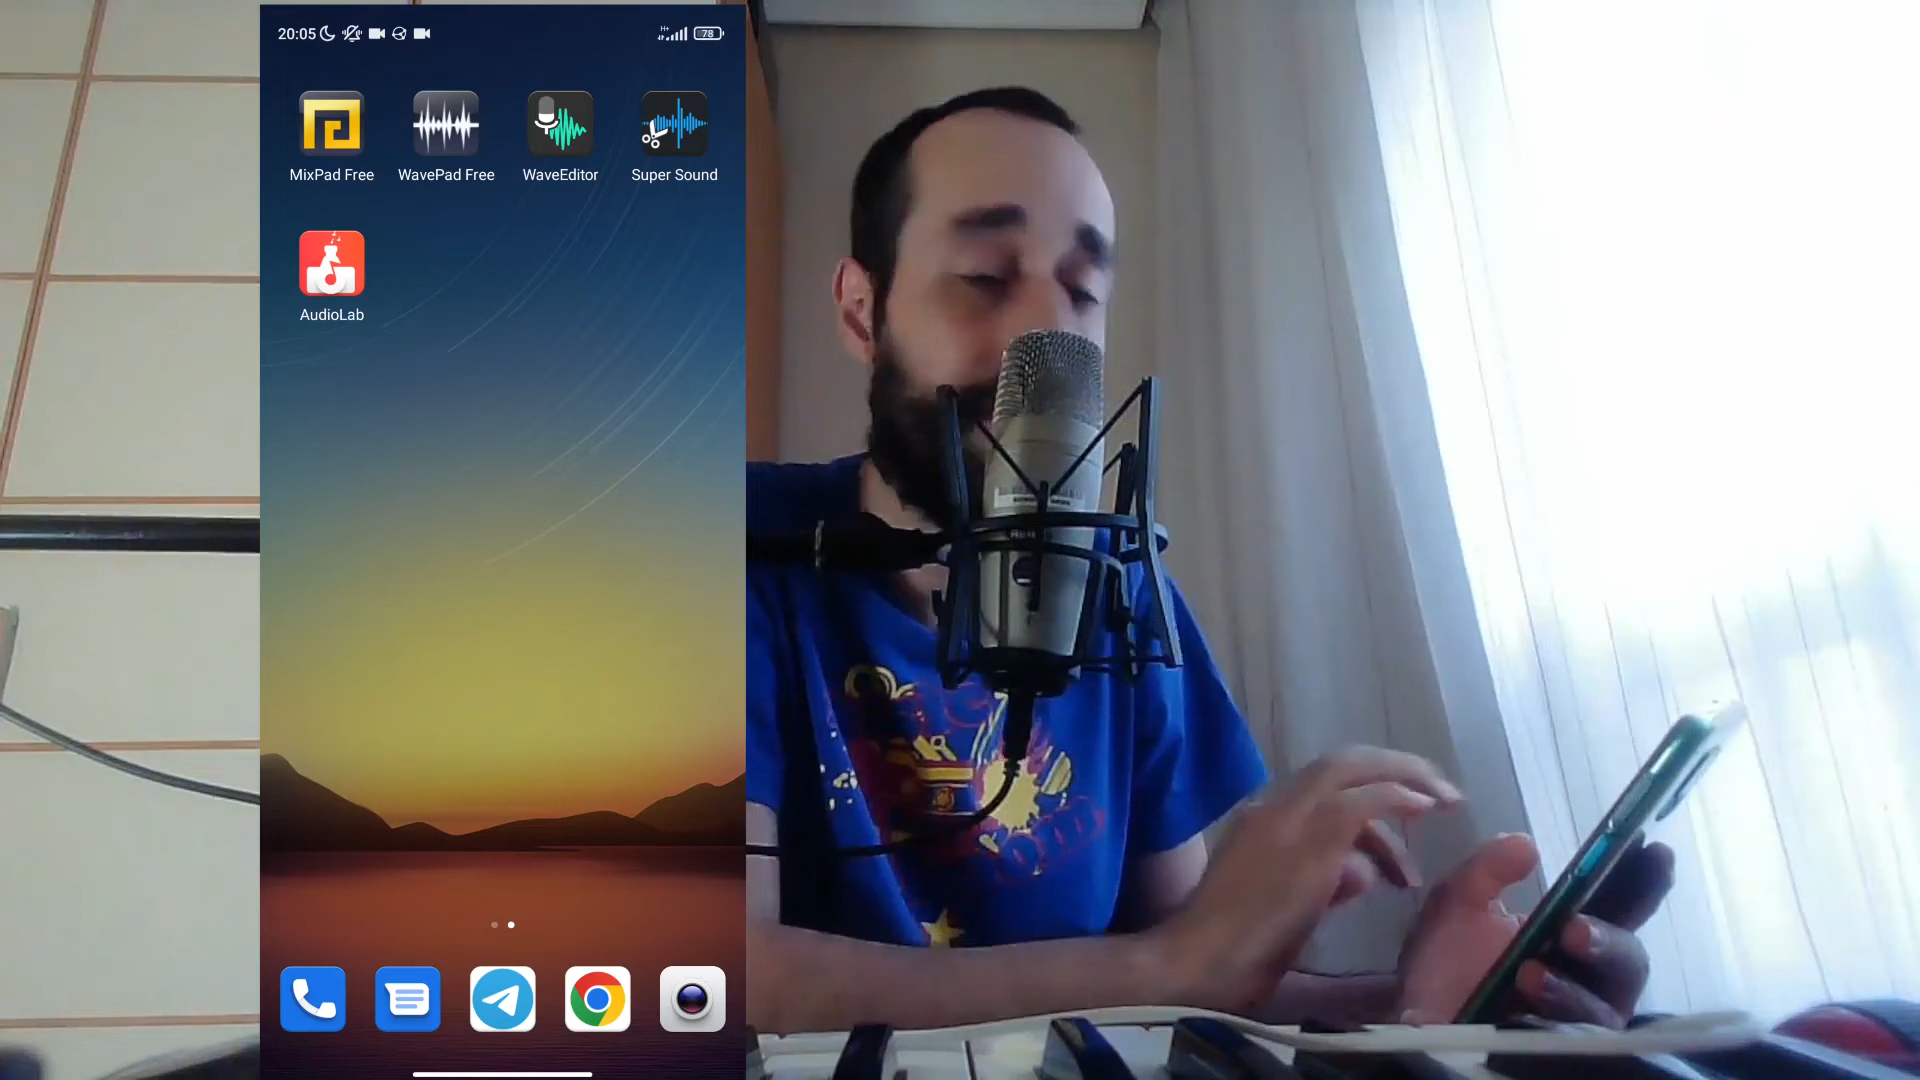 20:05
H+
78
MixPad Free
WavePad Free
WaveEditor
Super Sound
AudioLab